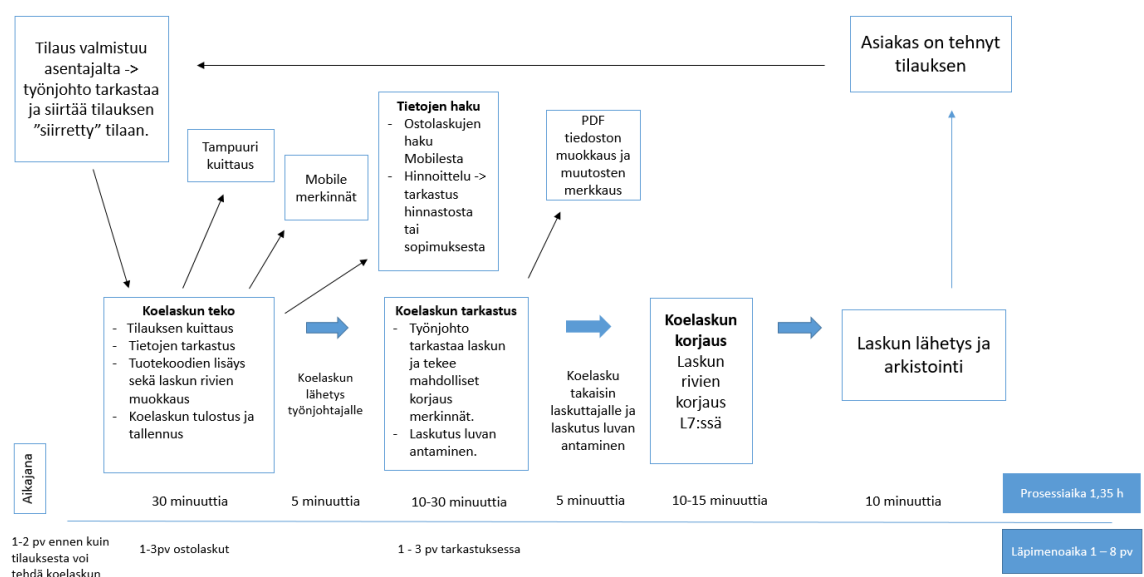 Tilaus valmistuu
asentajalta ->
työnjohto tarkastaa
ja siirtää tilauksen
”siirretty” tilaan.
Asiakas on tehnyt
tilauksen
Tampuuri
kuittaus
Mobile
merkinnät
Tietojen haku
- Ostolaskujen
haku
Mobilesta
- Hinnoittelu ->
tarkastus
hinnastosta
tai
sopimuksesta
PDF
tiedoston
muokkaus ja
muutosten
merkkaus
Koelaskun teko
- Tilauksen kuittaus
- Tietojen tarkastus
- Tuotekoodien lisäys
sekä laskun rivien
muokkaus
- Koelaskun tulostus ja
tallennus
Koelaskun
lähetys
työnjohtajalle
Koelaskun tarkastus
- Työnjohto
tarkastaa laskun
ja tekee
mahdolliset
korjaus
merkinnät.
- Laskutus luvan
antaminen.
Koelasku
takaisin
laskuttajalle ja
laskutus luvan
antaminen
Koelaskun
korjaus
Laskun
rivien
korjaus
L7:ssä
Laskun lähetys ja
arkistointi
Aikajana
30 minuuttia
5 minuuttia
10-30 minuuttia
5 minuuttia
10-15 minuuttia
10 minuuttia
Prosessiaika 1,35 h
1-2 pv ennen kuin
tilauksesta voi
tehdä koelaskun
1-3pv ostolaskut
1 - 3 pv tarkastuksessa
Läpimenoaika 1 – 8 pv